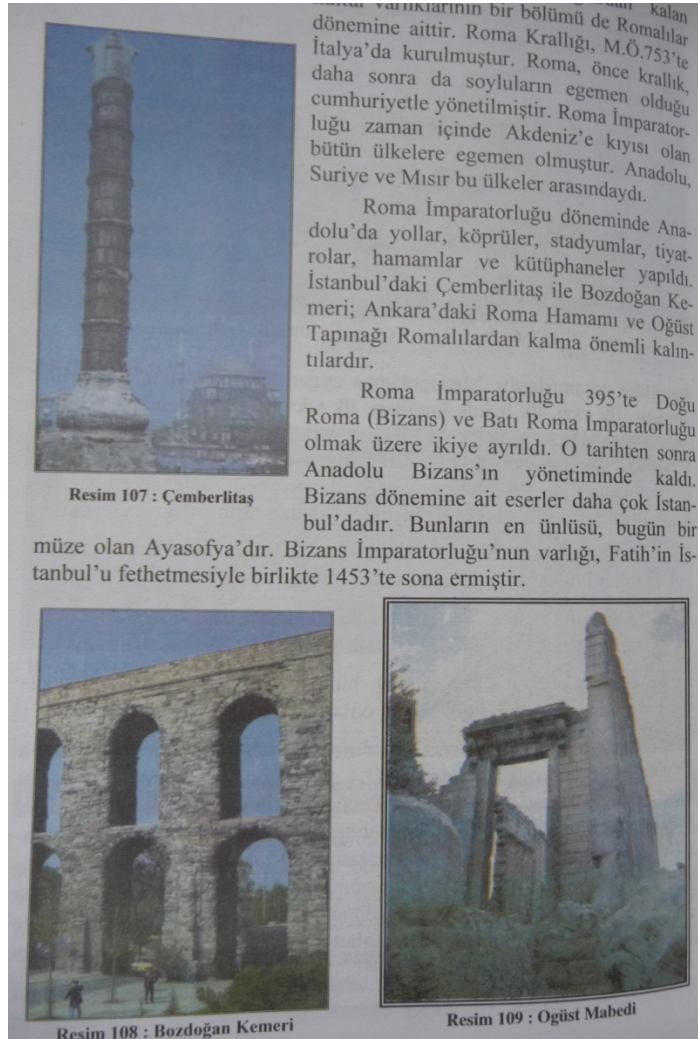 kalan
varlıklarının bir bölümü de Romalılar
dönemine aittir. Roma Krallığı, M.Ö.753’te
İtalya’da kurulmuştur. Roma, önce krallık,
daha sonra da soyluların egemen olduğu
cumhuriyetle yönetilmiştir. Roma İmparator-
luğu zaman içinde Akdeniz’e kıyısı olan
bütün ülkelere egemen olmuştur. Anadolu,
Suriye ve Mısır bu ülkeler arasındaydı.
Roma İmparatorluğu döneminde Ana-
dolu’da yollar, köprüler, stadyumlar, tiyat-
rolar, hamamlar ve kütüphaneler yapıldı.
İstanbul’daki Çemberlitaş ile Bozdoğan Ke-
meri; Ankara’daki Roma Hamamı ve Oğüst
Tapınağı Romalılardan kalma önemli kalın-
tılardır.
Roma İmparatorluğu 395’te Doğu
Roma (Bizans) ve Batı Roma İmparatorluğu
olmak üzere ikiye ayrıldı. O tarihten sonra
Anadolu Bizans’ın yönetiminde kaldı.
Bizans dönemine ait eserler daha çok İstan-
bul’dadır. Bunların en ünlüsü, bugün bir
müze olan Ayasofya’dır. Bizans İmparatorluğu’nun varlığı, Fatih’in İs-
tanbul’u fethetmesiyle birlikte 1453’te sona ermiştir.
Resim 107 : Çemberlitaş
Resim 108 : Bozdoğan Kemeri
Resim 109 : Ogüst Mabedi